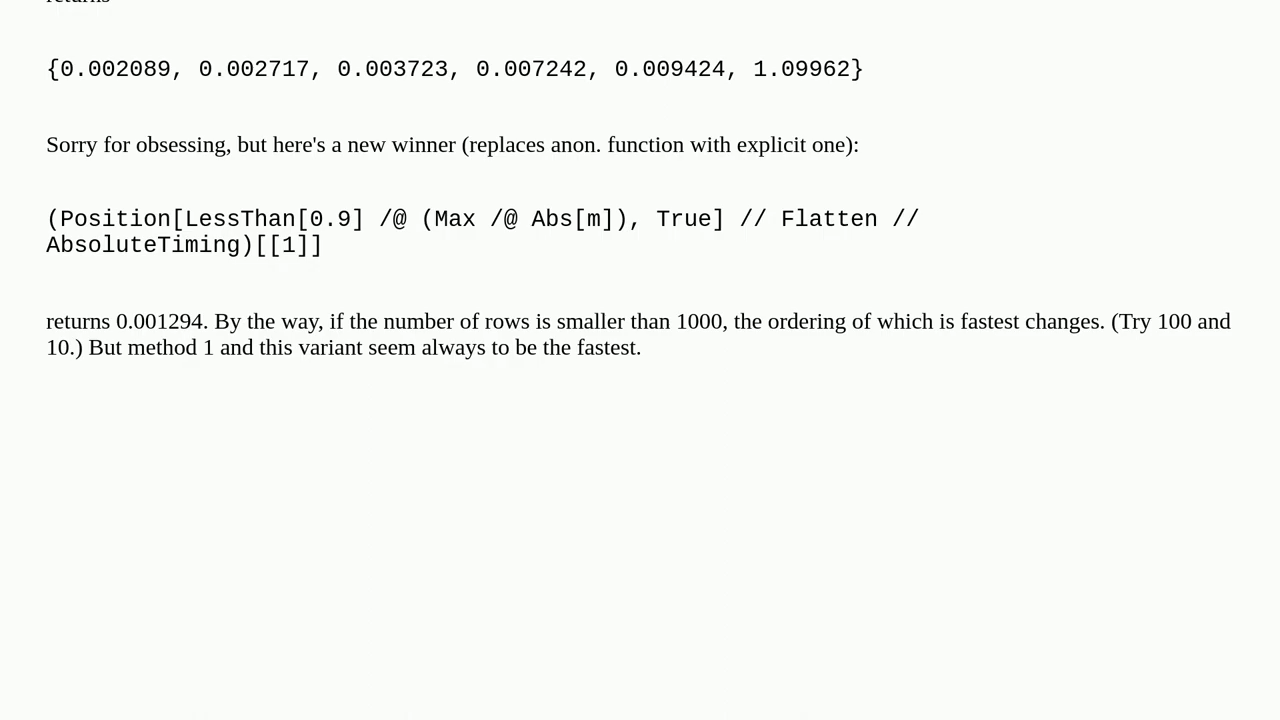 returns
{0.002089, 0.002717, 0.003723, 0.007242, 0.009424, 1.09962}
Sorry for obsessing, but here's a new winner (replaces anon. function with explicit one):
(Position[LessThan[0.9] /@ (Max /@ Abs[m]), True] // Flatten //
AbsoluteTiming)[[1]]
returns 0.001294. By the way, if the number of rows is smaller than 1000, the ordering of which is fastest changes. (Try 100 and
10.) But method 1 and this variant seem always to be the fastest.